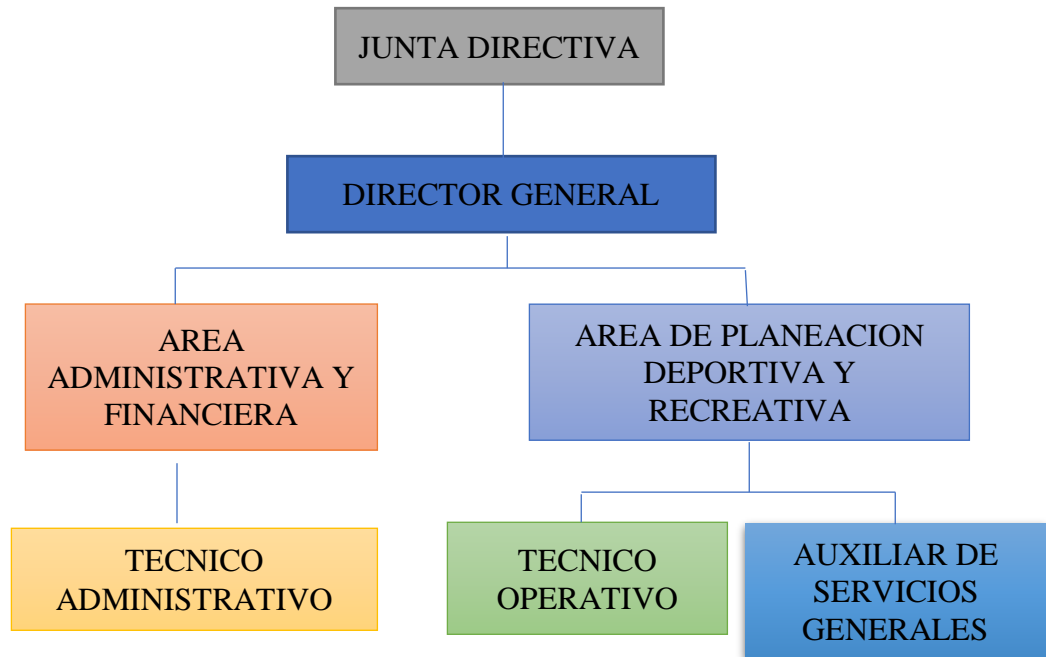 JUNTA DIRECTIVA
DIRECTOR GENERAL
AREA
ADMINISTRATIVA Y
FINANCIERA
AREA DE PLANEACION
DEPORTIVA Y
RECREATIVA
TECNICO
ADMINISTRATIVO
TECNICO
OPERATIVO
AUXILIAR DE
SERVICIOS
GENERALES